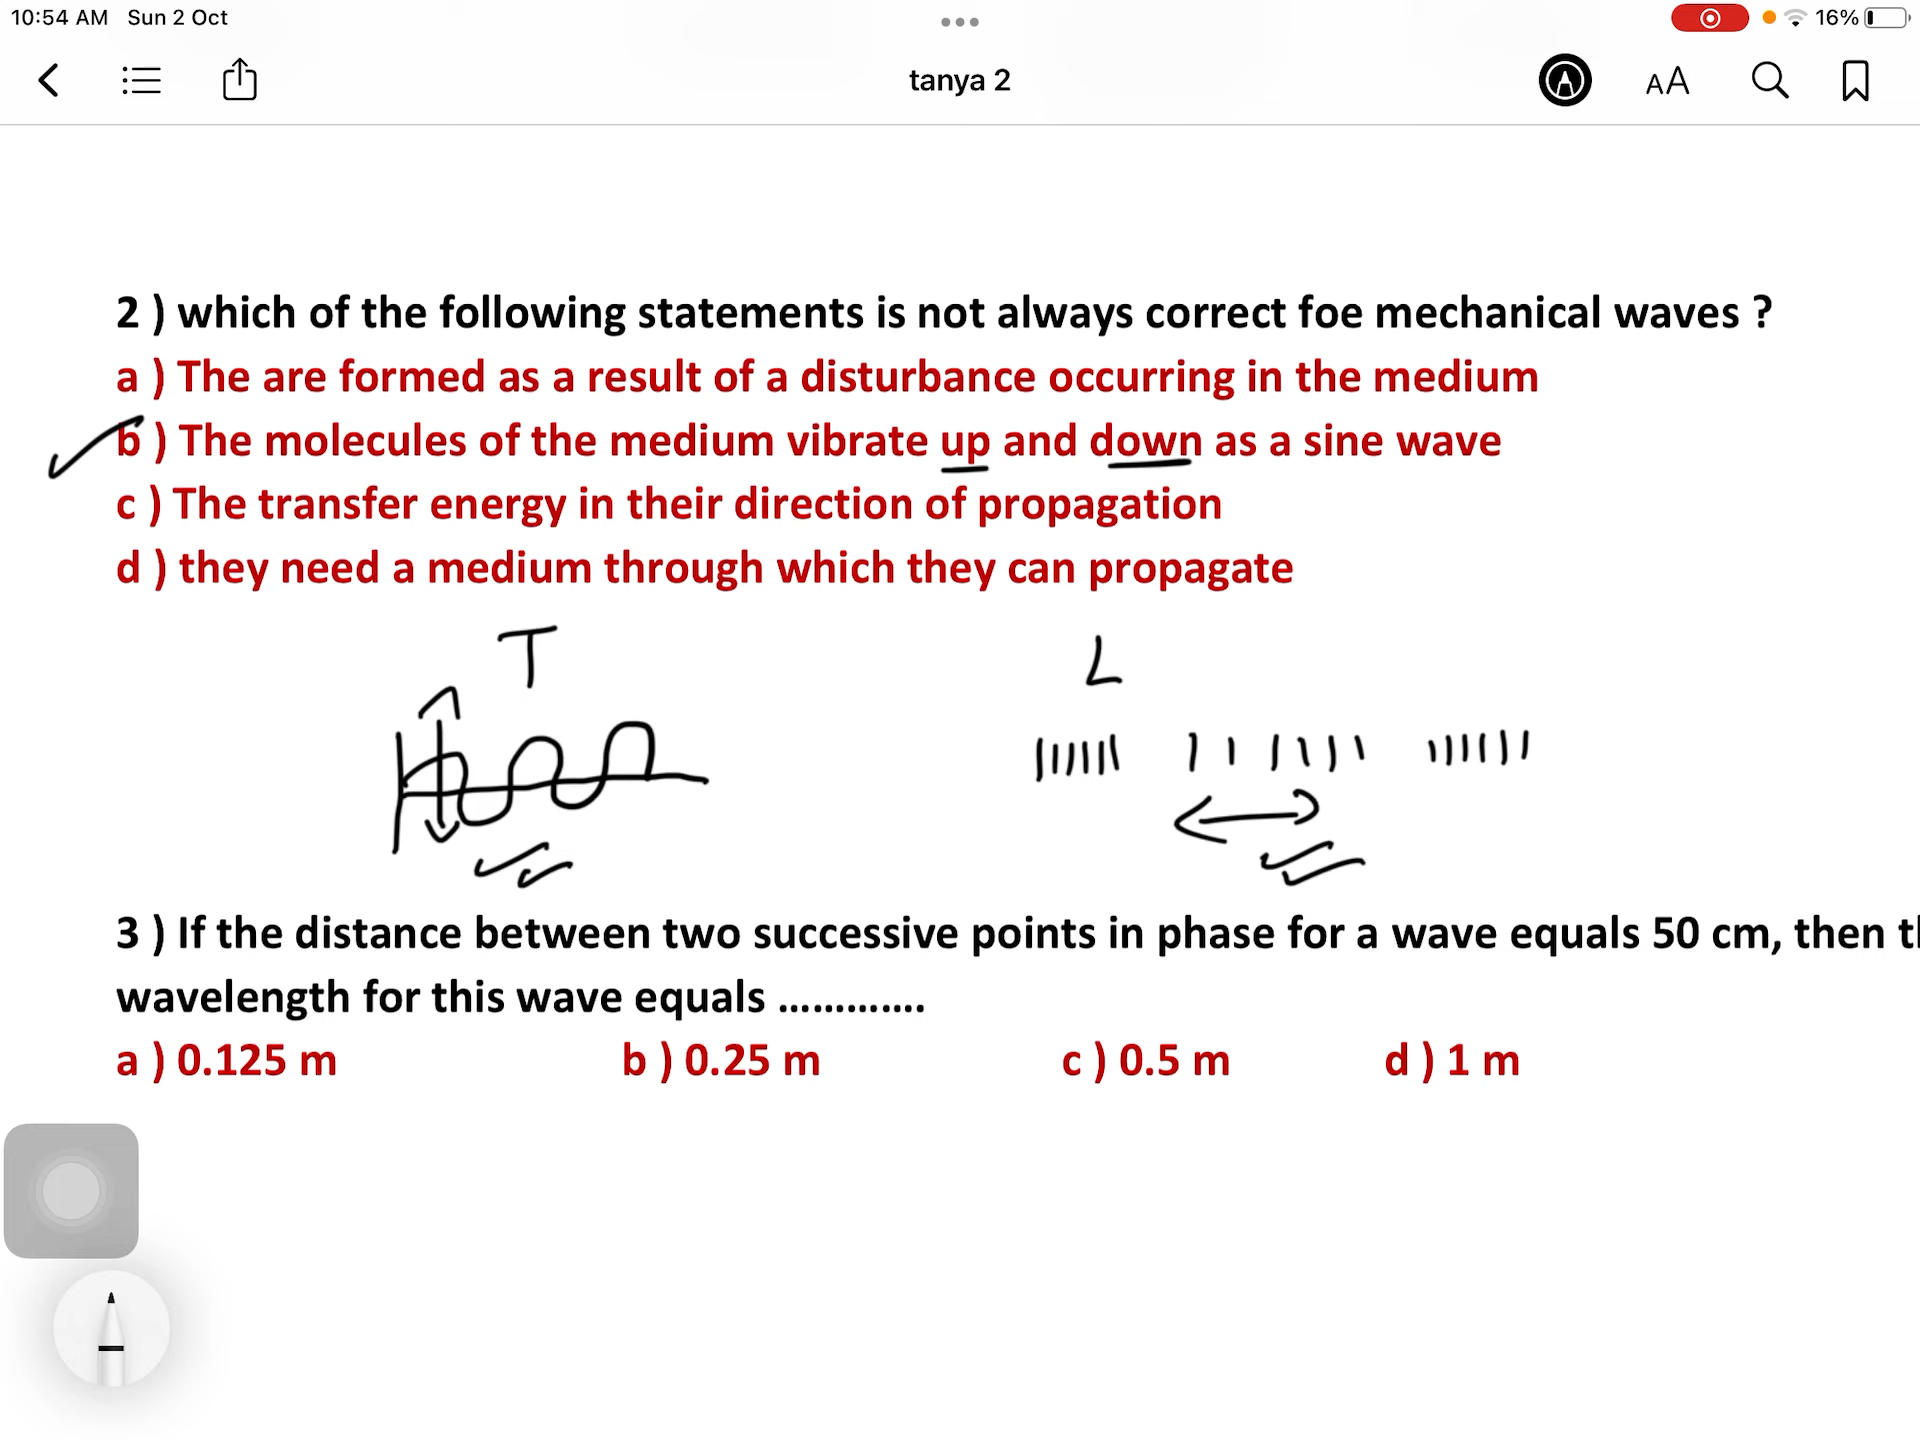 10:54 AM Sun 2 Oct
16%
tanya 2
AA
2 ) which of the following statements is not always correct foe mechanical waves ?
a ) The are formed as a result of a disturbance occurring in the medium
b ) The molecules of the medium vibrate up and down as a sine wave
c ) The transfer energy in their direction of propagation
d ) they need a medium through which they can propagate
T L
3 ) If the distance between two successive points in phase for a wave equals 50 cm, then
wavelength for this wave equals .............
a ) 0.125 m b ) 0.25 m c ) 0.5 m d ) 1 m